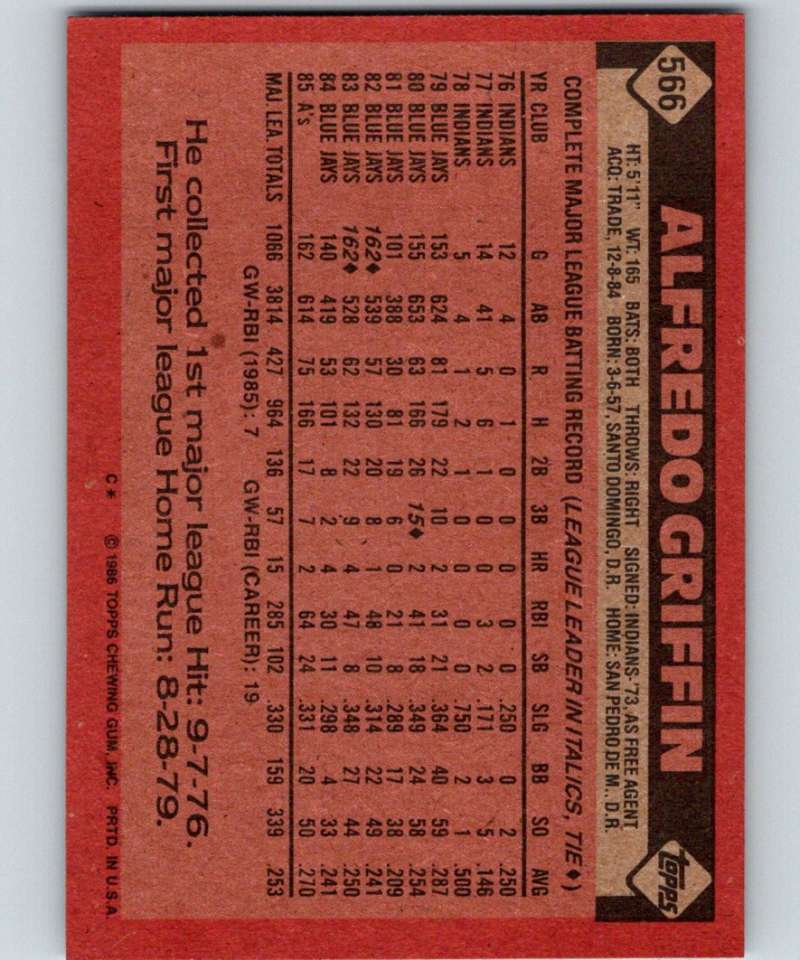 566 ALFREDO GRIFFIN topps
HT: 5'11" WT: 165 BATS: BOTH THROWS: RIGHT SIGNED: INDIANS-'73, AS FREE AGENT
ACQ: TRADE, 12-8-84 BORN: 3-6-57, SANTO DOMINGO, D.R. HOME: SAN PEDRO DE M., D.R.
COMPLETE MAJOR LEAGUE BATTING RECORD (LEAGUE LEADER IN ITALICS, TIE♦)
YR CLUB G AB R H 2B 3B HR RBI SB SLG BB SO AVG
76 INDIANS 12 4 0 1 0 0 0 0 0 .250 0 2 .250
77 INDIANS 14 41 5 6 1 0 0 3 2 .171 3 5 .146
78 INDIANS 5 4 1 2 1 0 0 0 0 .750 2 1 .500
79 BLUE JAYS 153 624 81 179 22 10 2 31 21 .364 40 59 .287
80 BLUE JAYS 155 653 63 166 26 15♦ 2 41 18 .349 24 58 .254
81 BLUE JAYS 101 388 30 81 19 6 0 21 8 .289 17 38 .209
82 BLUE JAYS 162♦ 539 57 130 20 8 1 48 10 .314 22 49 .241
83 BLUE JAYS 162♦ 528 62 132 22 9 4 47 8 .348 27 44 .250
84 BLUE JAYS 140 419 53 101 8 2 4 30 11 .298 4 33 .241
85 A's 162 614 75 166 17 7 2 64 24 .331 20 50 .270
MAJ. LEA. TOTALS 1066 3814 427 964 136 57 15 285 102 .330 159 339 .253
GW-RBI (1985): 7 GW-RBI (CAREER): 19
He collected 1st major league Hit: 9-7-76.
First major league Home Run: 8-28-79.
C* © 1986 TOPPS CHEWING GUM, INC. PRTD. IN U.S.A.